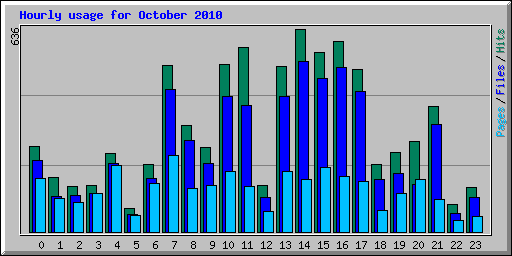 Hourly usage for October 2010
636
Pages / Files / Hits
0 1 2 3 4 5 6 7 8 9 10 11 12 13 14 15 16 17 18 19 20 21 22 23